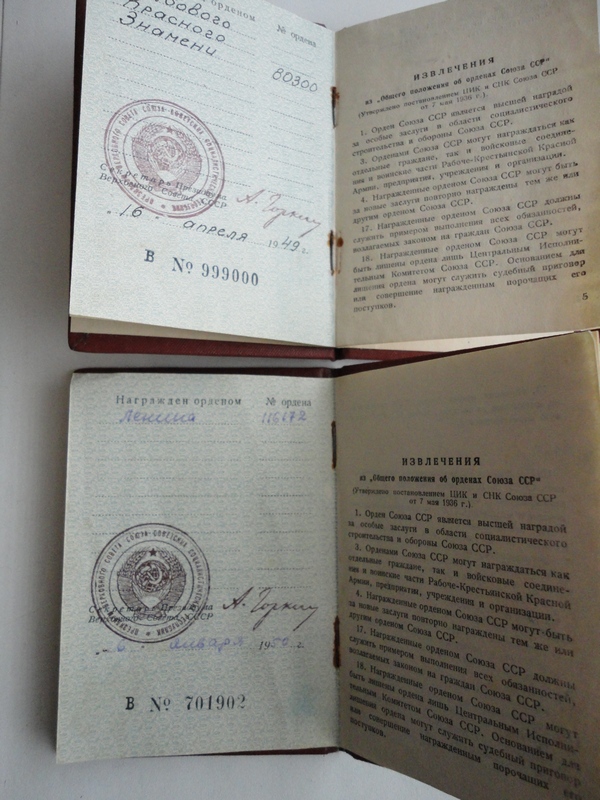 орденом № ордена
Красного
Знамени 80300
Секретарь Президиума
Верховного Совета СССР А. Горкин
16 апреля 1949 г.
В № 999000
ИЗВЛЕЧЕНИЯ
из „Общего положения об орденах Союза ССР“
(Утверждено постановлением ЦИК и СНК Союза ССР
от 7 мая 1936 г.).
1. Орден Союза ССР является высшей наградой
за особые заслуги в области социалистического
строительства и обороны Союза ССР.
3. Орденами Союза ССР могут награждаться как
отдельные граждане, так и войсковые соедине-
ния и воинские части Рабоче-Крестьянской Красной
Армии, предприятия, учреждения и организации.
4. Награжденные орденом Союза ССР могут быть
за новые заслуги повторно награждены тем же или
другим орденом Союза ССР.
17. Награжденные орденом Союза ССР должны
служить примером выполнения всех обязанностей,
возлагаемых законом на граждан Союза ССР.
18. Награжденные орденом Союза ССР могут
быть лишены ордена лишь Центральным Исполни-
тельным Комитетом Союза ССР. Основанием для
лишения ордена могут служить судебный приговор
или совершение награжденным порочащих его
поступков.
5
Награжден орденом № ордена
Ленина 116172
Секретарь Президиума
Верховного Совета СССР А. Горкин
6 января 1950 г.
В № 701902
ИЗВЛЕЧЕНИЯ
из „Общего положения об орденах Союза ССР“
(Утверждено постановлением ЦИК и СНК Союза ССР
от 7 мая 1936 г.).
1. Орден Союза ССР является высшей наградой
за особые заслуги в области социалистического
строительства и обороны Союза ССР.
3. Орденами Союза ССР могут награждаться как
отдельные граждане, так и войсковые соедине-
ния и воинские части Рабоче-Крестьянской Красной
Армии, предприятия, учреждения и организации.
4. Награжденные орденом Союза ССР могут быть
за новые заслуги повторно награждены тем же или
другим орденом Союза ССР.
17. Награжденные орденом Союза ССР должны
служить примером выполнения всех обязанностей,
возлагаемых законом на граждан Союза ССР.
18. Награжденные орденом Союза ССР могут
быть лишены ордена лишь Центральным Исполни-
тельным Комитетом Союза ССР. Основанием для
лишения ордена могут служить судебный приговор
или совершение награжденным порочащих его
поступков.